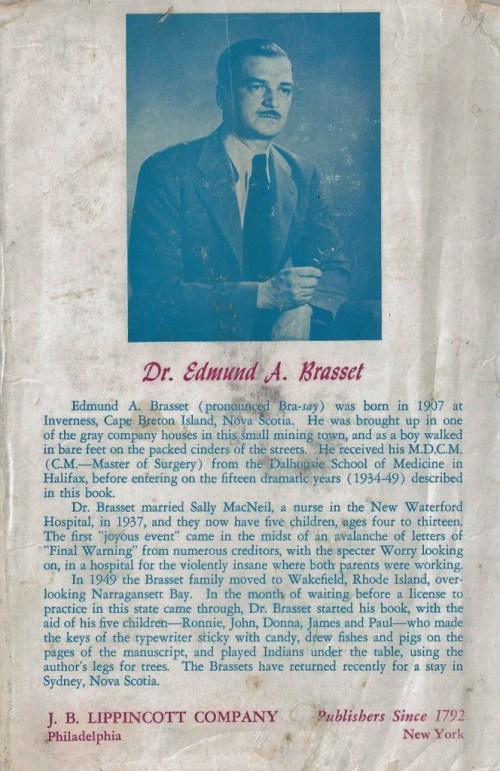 Dr. Edmund A. Brasset
Edmund A. Brasset (pronounced Bra-say) was born in 1907 at
Inverness, Cape Breton Island, Nova Scotia. He was brought up in one
of the gray company houses in this small mining town, and as a boy walked
in bare feet on the packed cinders of the streets. He received his M.D.C.M.
(C.M.—Master of Surgery) from the Dalhousie School of Medicine in
Halifax, before entering on the fifteen dramatic years (1934-49) described
in this book.
Dr. Brasset married Sally MacNeil, a nurse in the New Waterford
Hospital, in 1937, and they now have five children, ages four to thirteen.
The first "joyous event" came in the midst of an avalanche of letters of
"Final Warning" from numerous creditors, with the specter Worry looking
on, in a hospital for the violently insane where both parents were working.
In 1949 the Brasset family moved to Wakefield, Rhode Island, over-
looking Narragansett Bay. In the month of waiting before a license to
practice in this state came through, Dr. Brasset started his book, with the
aid of his five children—Ronnie, John, Donna, James and Paul—who made
the keys of the typewriter sticky with candy, drew fishes and pigs on the
pages of the manuscript, and played Indians under the table, using the
author's legs for trees. The Brassets have returned recently for a stay in
Sydney, Nova Scotia.
J. B. LIPPINCOTT COMPANY Publishers Since 1792
Philadelphia New York